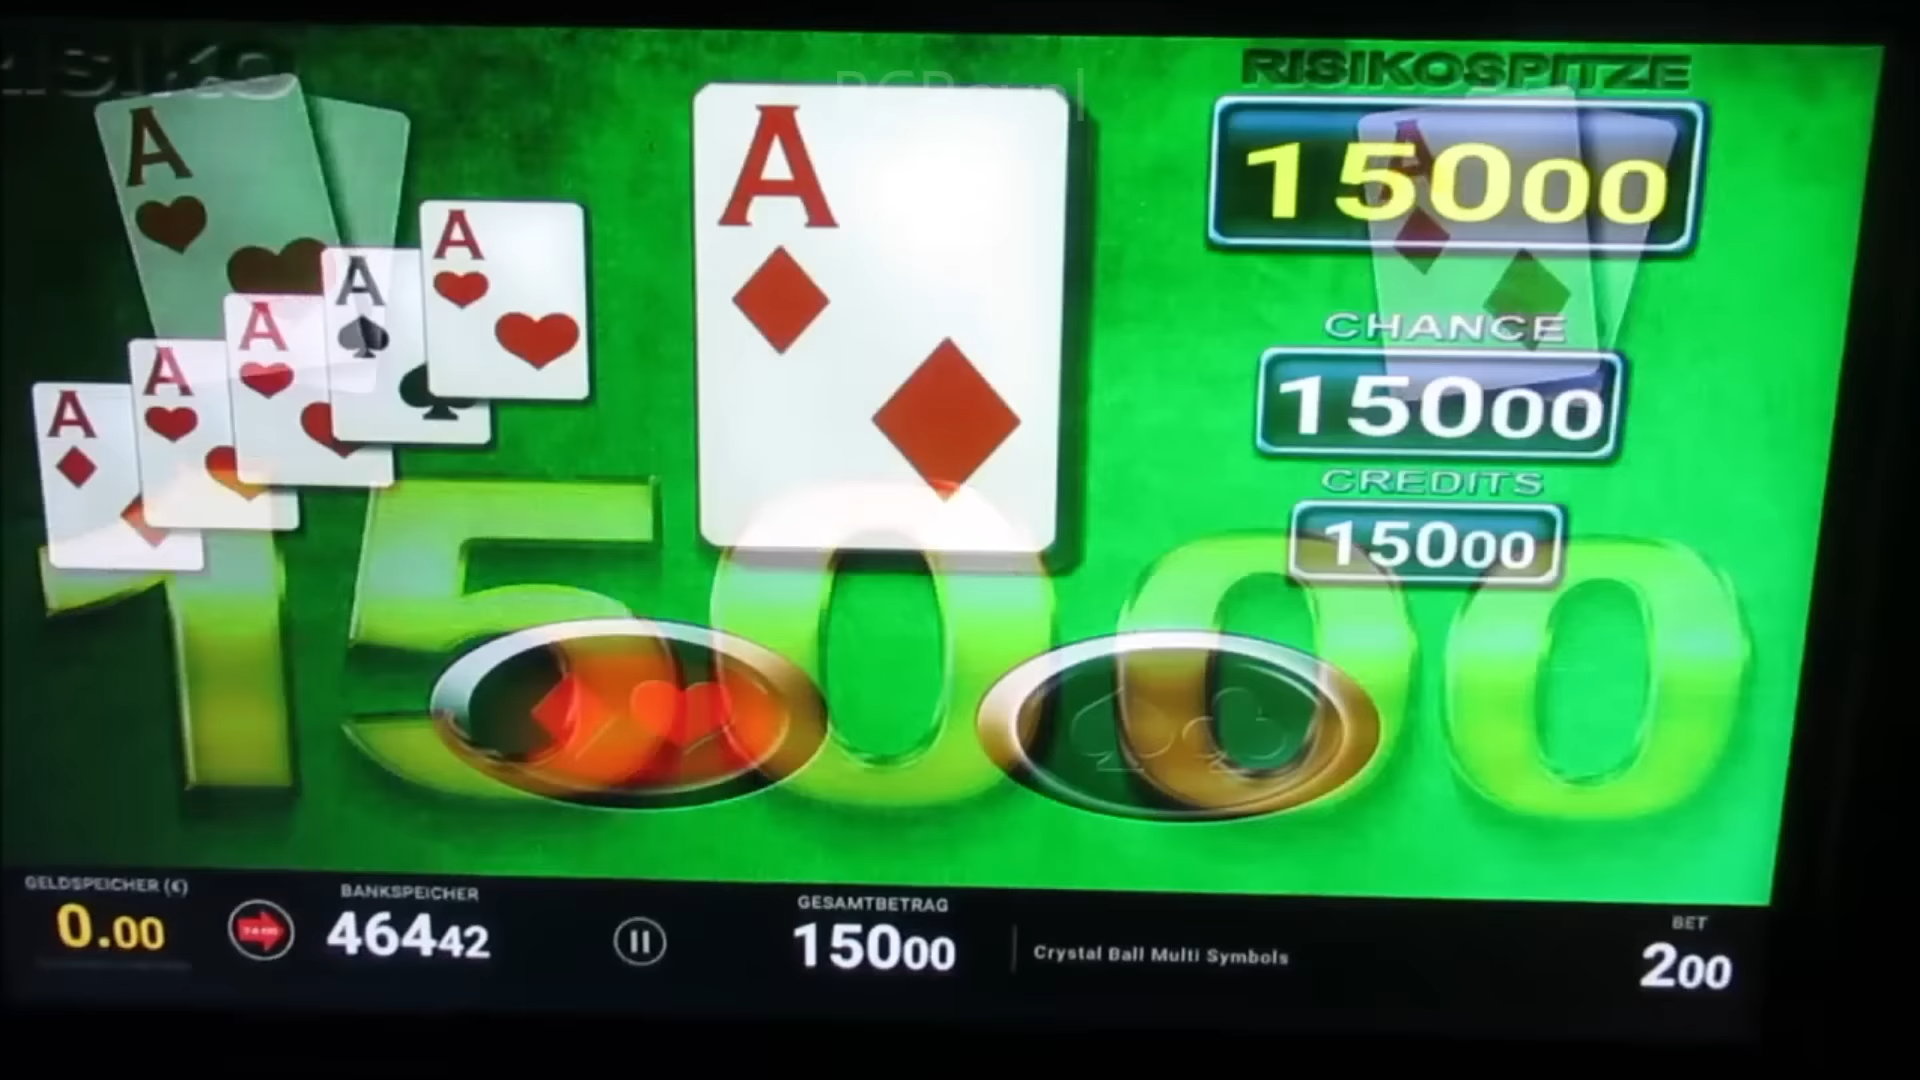 RISIKOSPITZE
15000
CHANCE
15000
CREDITS
15000
A
A
A
A
A
A
A
A
15000
GELDSPEICHER (€)
0.00
BANKSPEICHER
46442
GESAMTBETRAG
15000
Crystal Ball Multi Symbols
BET
200